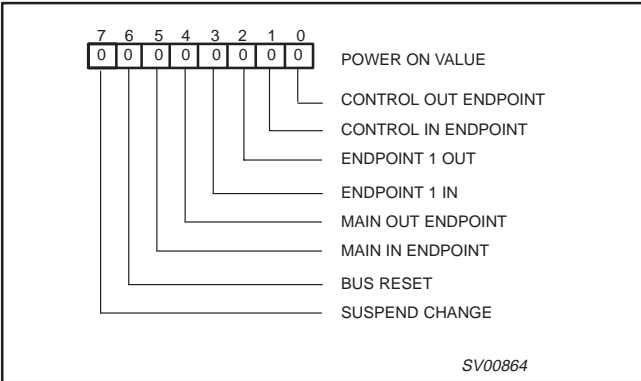 7 6 5 4 3 2 1 0
0 0 0 0 0 0 0 0 POWER ON VALUE
CONTROL OUT ENDPOINT
CONTROL IN ENDPOINT
ENDPOINT 1 OUT
ENDPOINT 1 IN
MAIN OUT ENDPOINT
MAIN IN ENDPOINT
BUS RESET
SUSPEND CHANGE
SV00864